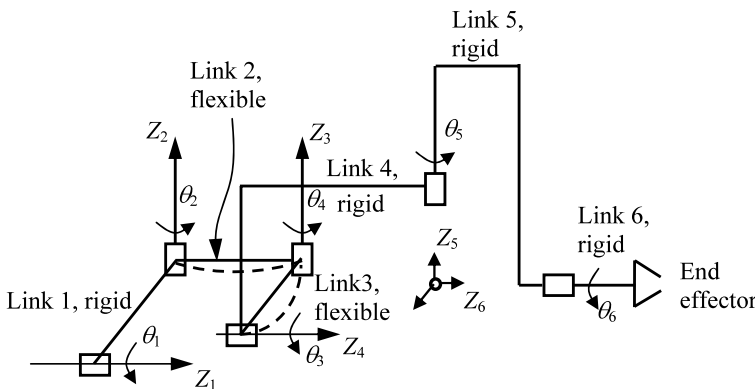 Link 5,
rigid
Link 2,
flexible
Z2
Z3
θ5
Link 4,
rigid
θ2
θ4
Link 6,
rigid
Z5
Link 1, rigid
Link3,
flexible
Z6
End
effector
θ6
θ1
θ3
Z4
Z1